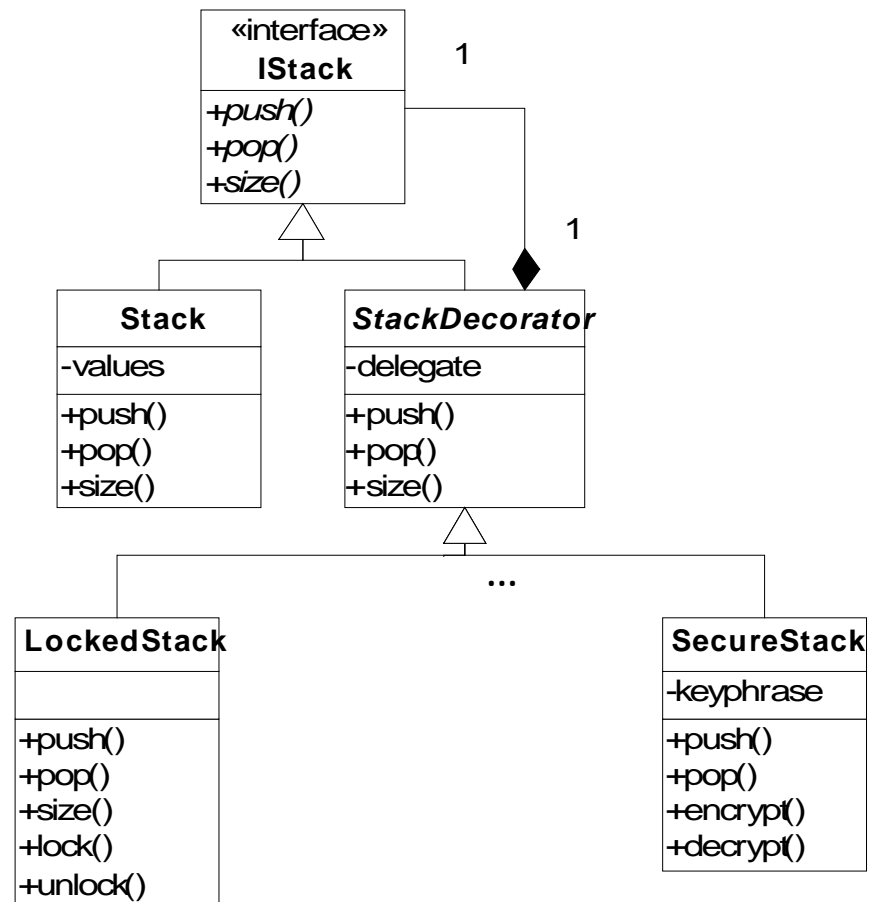 «interface»
IStack
1
+push()
+pop()
+size()
1
Stack
-values
+push()
+pop()
+size()
StackDecorator
-delegate
+push()
+pop()
+size()
...
LockedStack
+push()
+pop()
+size()
+lock()
+unlock()
SecureStack
-keyphrase
+push()
+pop()
+encrypt()
+decrypt()